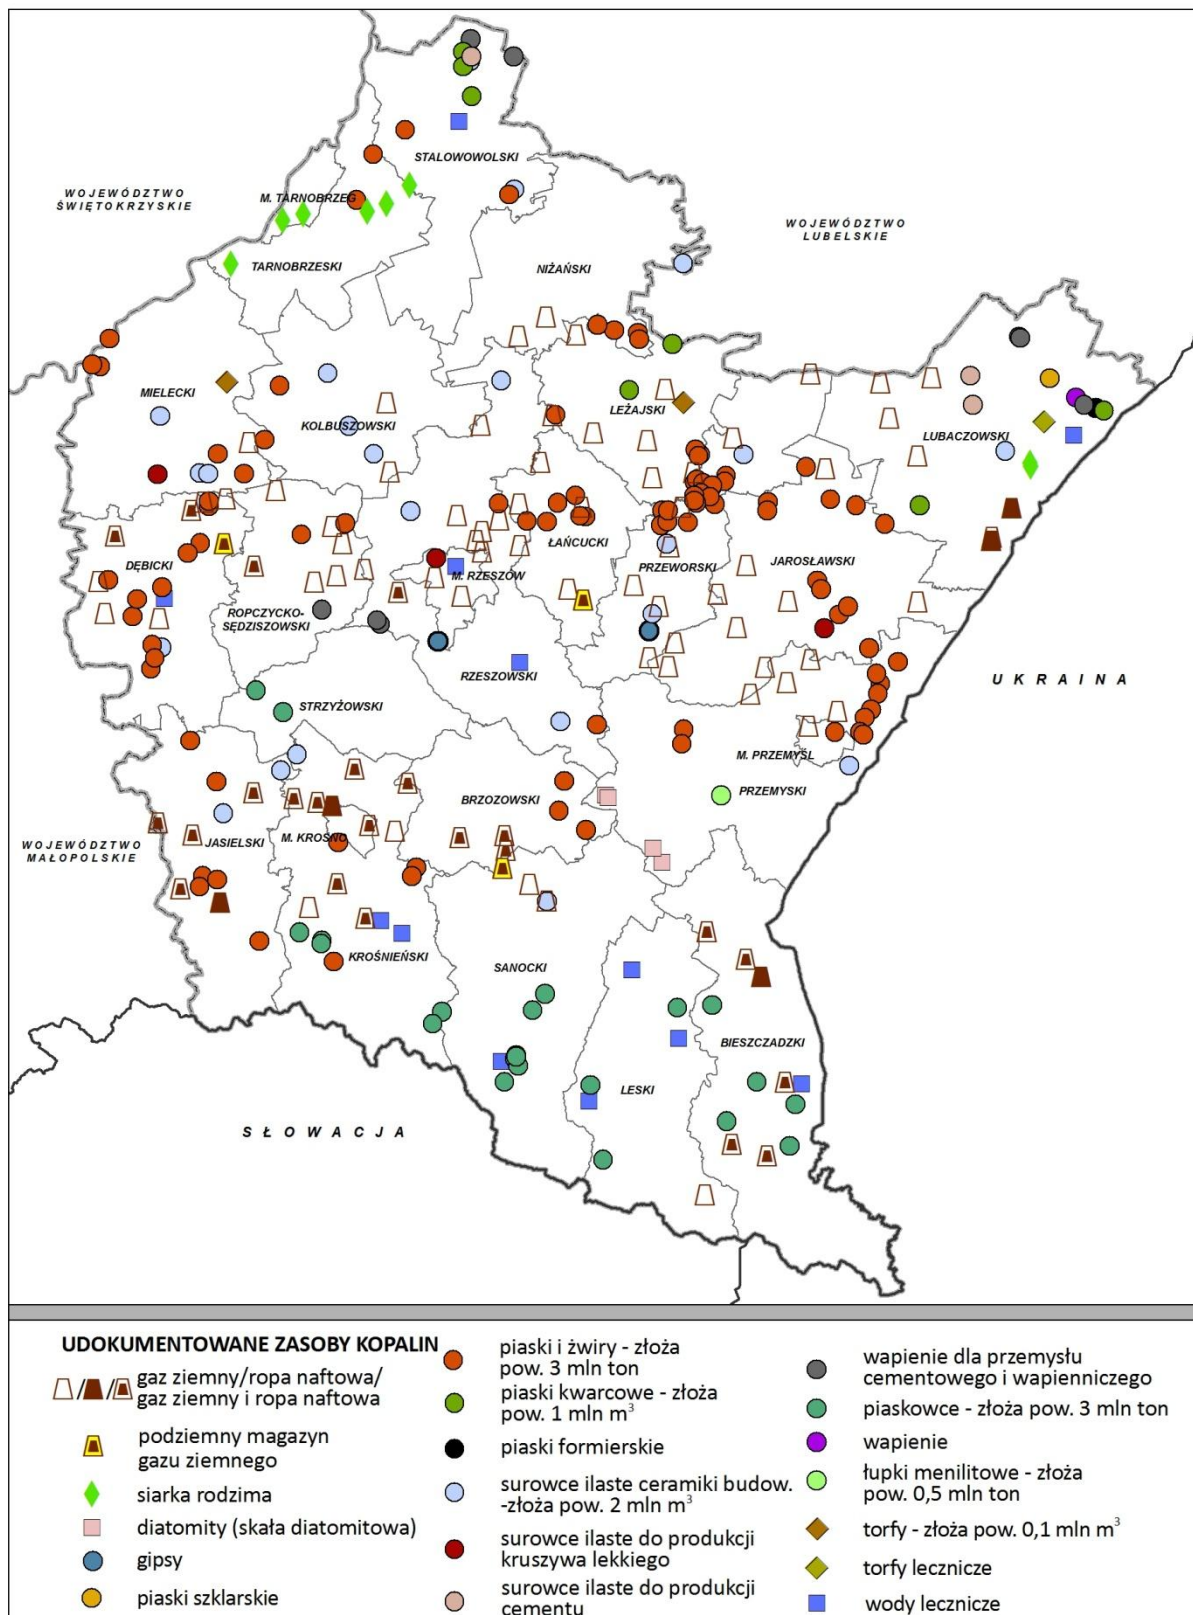 STALOWOWOLSKI
WOJEWÓDZTWO
ŚWIĘTOKRZYSKIE
M. TARNOBRZEG
WOJEWÓDZTWO
LUBELSKIE
TARNOBRZESKI
NIŻAŃSKI
MIELECKI
KOLBUSZOWSKI
LEŻAJSKI
LUBACZOWSKI
ŁAŃCUCKI
DĘBICKI
M. RZESZÓW
PRZEWORSKI
JAROSŁAWSKI
ROPCZYCKO-
SĘDZISZOWSKI
RZESZOWSKI
UKRAINA
STRZYŻOWSKI
M. PRZEMYŚL
PRZEMYSKI
BRZOZOWSKI
WOJEWÓDZTWO
MAŁOPOLSKIE
JASIELSKI
M. KROSNO
KROŚNIEŃSKI
SANOCKI
BIESZCZADZKI
LESKI
SŁOWACJA
UDOKUMENTOWANE ZASOBY KOPALIN
gaz ziemny/ropa naftowa/
gaz ziemny i ropa naftowa
podziemny magazyn
gazu ziemnego
siarka rodzima
diatomity (skała diatomitowa)
gipsy
piaski szklarskie
piaski i żwiry - złoża
pow. 3 mln ton
piaski kwarcowe - złoża
pow. 1 mln m³
piaski formierskie
surowce ilaste ceramiki budow.
-złoża pow. 2 mln m³
surowce ilaste do produkcji
kruszywa lekkiego
surowce ilaste do produkcji
cementu
wapienie dla przemysłu
cementowego i wapienniczego
piaskowce - złoża pow. 3 mln ton
wapienie
łupki menilitowe - złoża
pow. 0,5 mln ton
torfy - złoża pow. 0,1 mln m³
torfy lecznicze
wody lecznicze